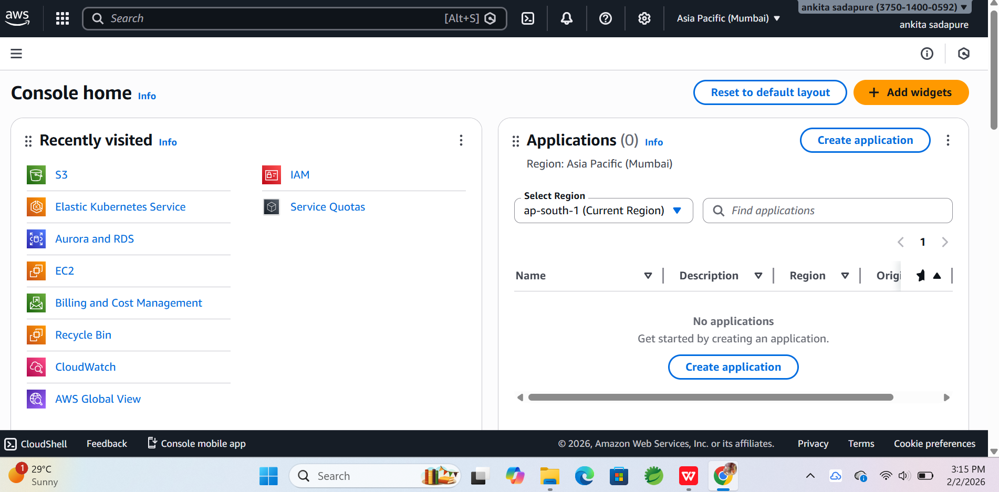 aws
Search
[Alt+S]
Asia Pacific (Mumbai)
ankita sadapure (3750-1400-0592)
ankita sadapure
Console home Info
Reset to default layout
Add widgets
Recently visited Info
S3
Elastic Kubernetes Service
Aurora and RDS
EC2
Billing and Cost Management
Recycle Bin
CloudWatch
AWS Global View
IAM
Service Quotas
Applications (0) Info
Create application
Region: Asia Pacific (Mumbai)
Select Region
ap-south-1 (Current Region)
Find applications
1
Name
Description
Region
Origi
No applications
Get started by creating an application.
Create application
CloudShell
Feedback
Console mobile app
© 2026, Amazon Web Services, Inc. or its affiliates.
Privacy
Terms
Cookie preferences
1
29°C
Sunny
Search
3:15 PM
2/2/2026